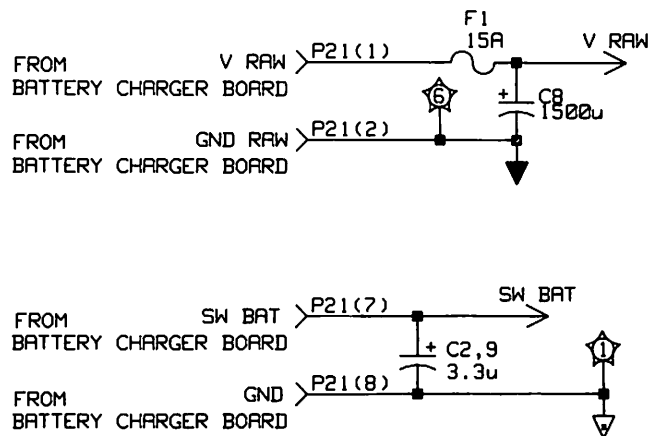 F1
15A
FROM
BATTERY CHARGER BOARD
V RAW
P21(1)
V RAW
6
+
C8
1500u
FROM
BATTERY CHARGER BOARD
GND RAW
P21(2)
FROM
BATTERY CHARGER BOARD
SW BAT
P21(7)
SW BAT
+ C2,9
3.3u
1
FROM
BATTERY CHARGER BOARD
GND
P21(8)